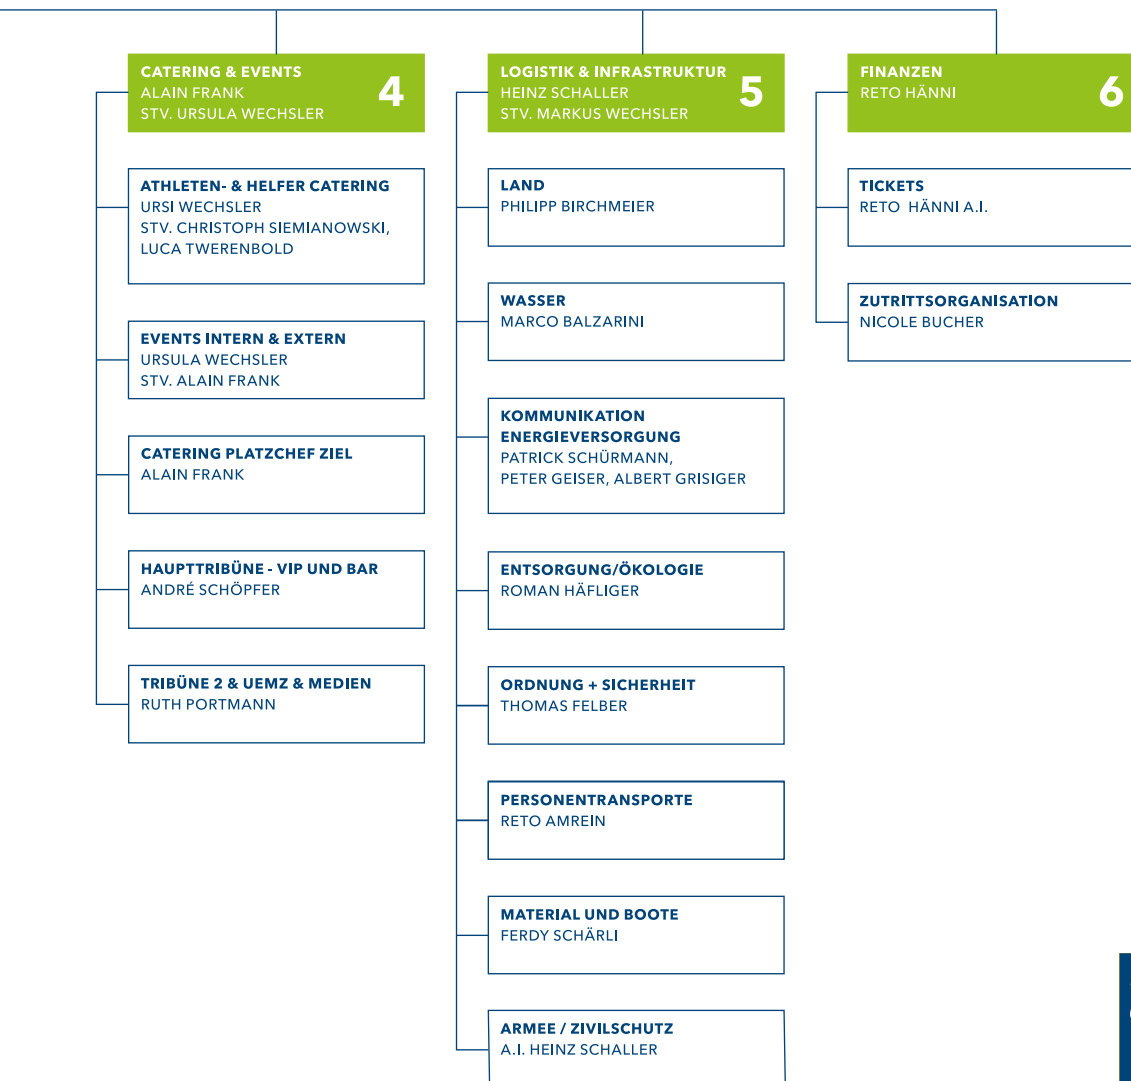 CATERING & EVENTS
ALAIN FRANK
STV. URSULA WECHSLER
4
ATHLETEN- & HELFER CATERING
URSI WECHSLER
STV. CHRISTOPH SIEMIANOWSKI,
LUCA TWERENBOLD
EVENTS INTERN & EXTERN
URSULA WECHSLER
STV. ALAIN FRANK
CATERING PLATZCHEF ZIEL
ALAIN FRANK
HAUPTTRIBÜNE - VIP UND BAR
ANDRÉ SCHÖPFER
TRIBÜNE 2 & UEMZ & MEDIEN
RUTH PORTMANN
LOGISTIK & INFRASTRUKTUR
HEINZ SCHALLER
STV. MARKUS WECHSLER
5
LAND
PHILIPP BIRCHMEIER
WASSER
MARCO BALZARINI
KOMMUNIKATION
ENERGIEVERSORGUNG
PATRICK SCHÜRMANN,
PETER GEISER, ALBERT GRISIGER
ENTSORGUNG/ÖKOLOGIE
ROMAN HÄFLIGER
ORDNUNG + SICHERHEIT
THOMAS FELBER
PERSONENTRANSPORTE
RETO AMREIN
MATERIAL UND BOOTE
FERDY SCHÄRLI
ARMEE / ZIVILSCHUTZ
A.I. HEINZ SCHALLER
FINANZEN
RETO HÄNNI
6
TICKETS
RETO HÄNNI A.I.
ZUTRITTSORGANISATION
NICOLE BUCHER